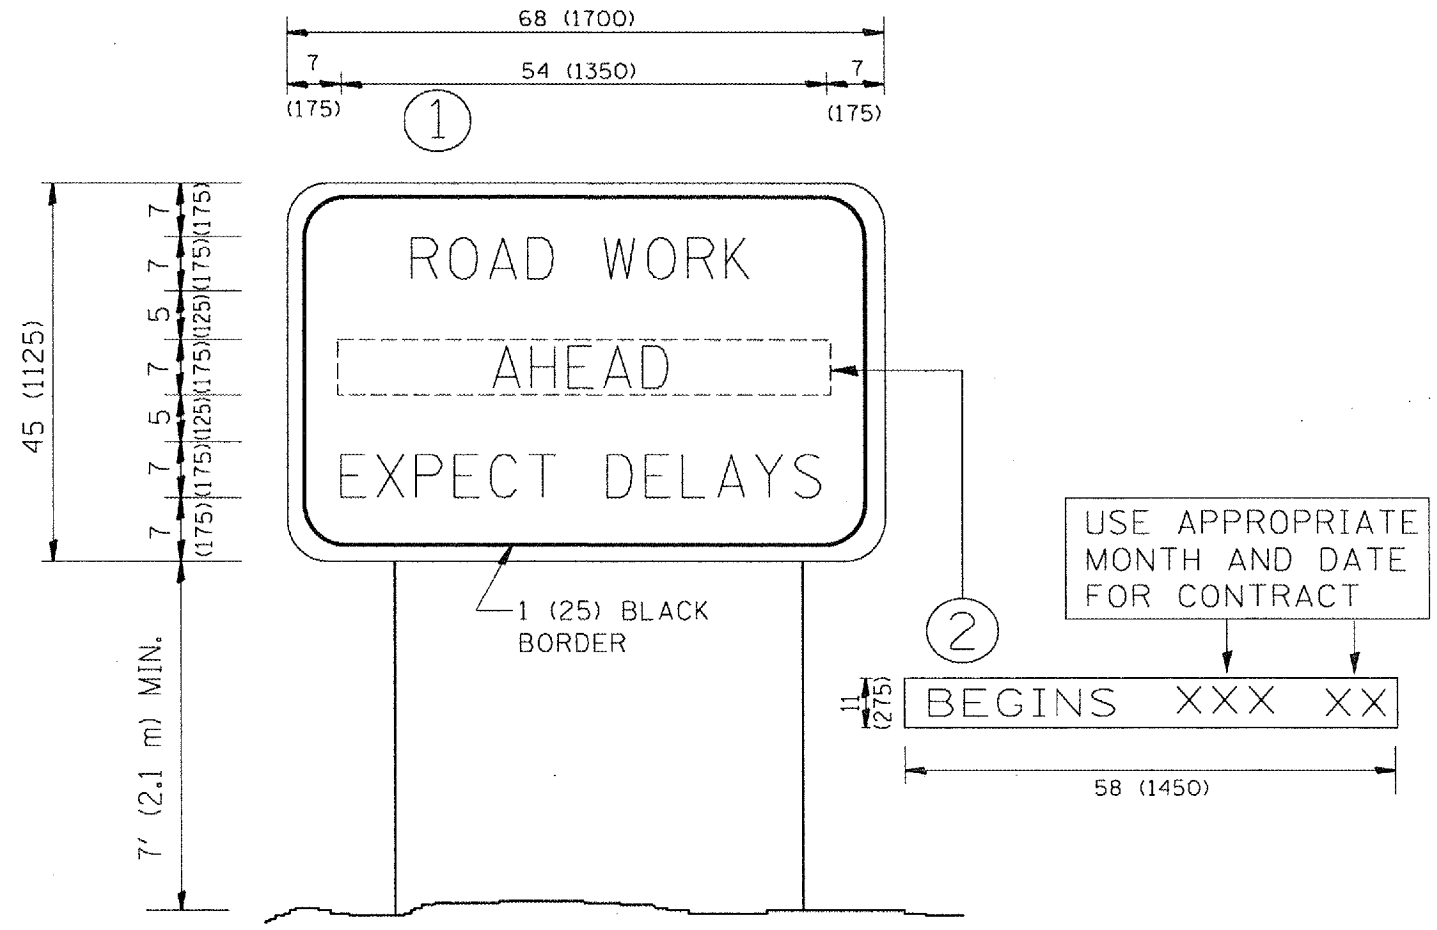 68 (1700)
7
54 (1350)
7
(175)
(175)
1
45 (1125)
7
(175)
7
(175)
5
(125)
7
(175)
5
(125)
7
(175)
7
(175)
ROAD WORK
AHEAD
EXPECT DELAYS
1 (25) BLACK
BORDER
7' (2.1 m) MIN.
USE APPROPRIATE
MONTH AND DATE
FOR CONTRACT
2
11
(275)
BEGINS XXX XX
58 (1450)